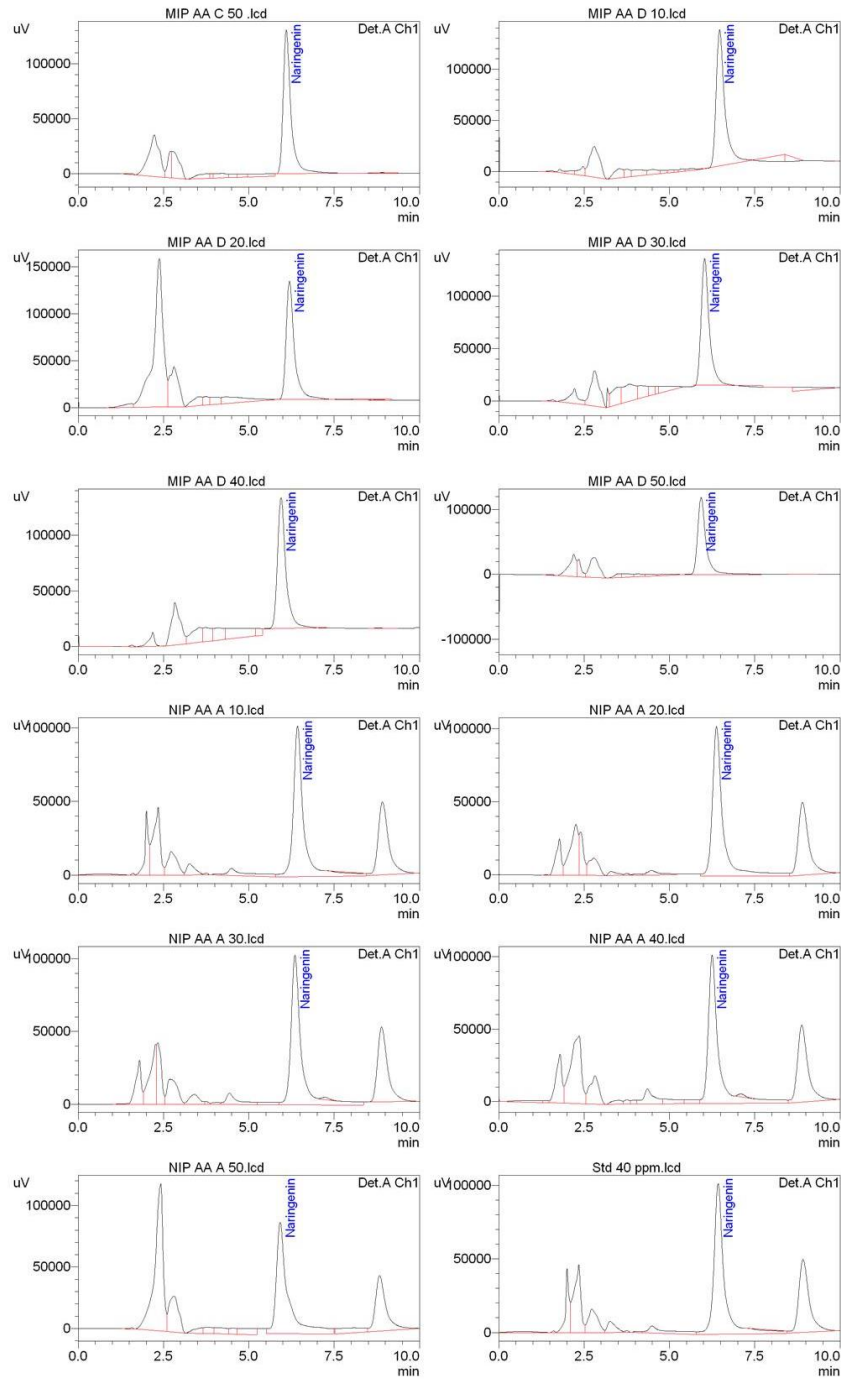 MIP AA C 50 .lcd
uV
Det.A Ch1
Naringenin
100000
50000
0
0.0 2.5 5.0 7.5 10.0
min
MIP AA D 10.lcd
uV
Det.A Ch1
Naringenin
100000
50000
0
0.0 2.5 5.0 7.5 10.0
min
MIP AA D 20.lcd
uV
Det.A Ch1
Naringenin
150000
100000
50000
0
0.0 2.5 5.0 7.5 10.0
min
MIP AA D 30.lcd
uV
Det.A Ch1
Naringenin
100000
50000
0
0.0 2.5 5.0 7.5 10.0
min
MIP AA D 40.lcd
uV
Det.A Ch1
Naringenin
100000
50000
0
0.0 2.5 5.0 7.5 10.0
min
MIP AA D 50.lcd
uV
Det.A Ch1
Naringenin
100000
0
-100000
0.0 2.5 5.0 7.5 10.0
min
NIP AA A 10.lcd
uV
Det.A Ch1
Naringenin
100000
50000
0
0.0 2.5 5.0 7.5 10.0
min
NIP AA A 20.lcd
uV
Det.A Ch1
Naringenin
100000
50000
0
0.0 2.5 5.0 7.5 10.0
min
NIP AA A 30.lcd
uV
Det.A Ch1
Naringenin
100000
50000
0
0.0 2.5 5.0 7.5 10.0
min
NIP AA A 40.lcd
uV
Det.A Ch1
Naringenin
100000
50000
0
0.0 2.5 5.0 7.5 10.0
min
NIP AA A 50.lcd
uV
Det.A Ch1
Naringenin
100000
50000
0
0.0 2.5 5.0 7.5 10.0
min
Std 40 ppm.lcd
uV
Det.A Ch1
Naringenin
100000
50000
0
0.0 2.5 5.0 7.5 10.0
min